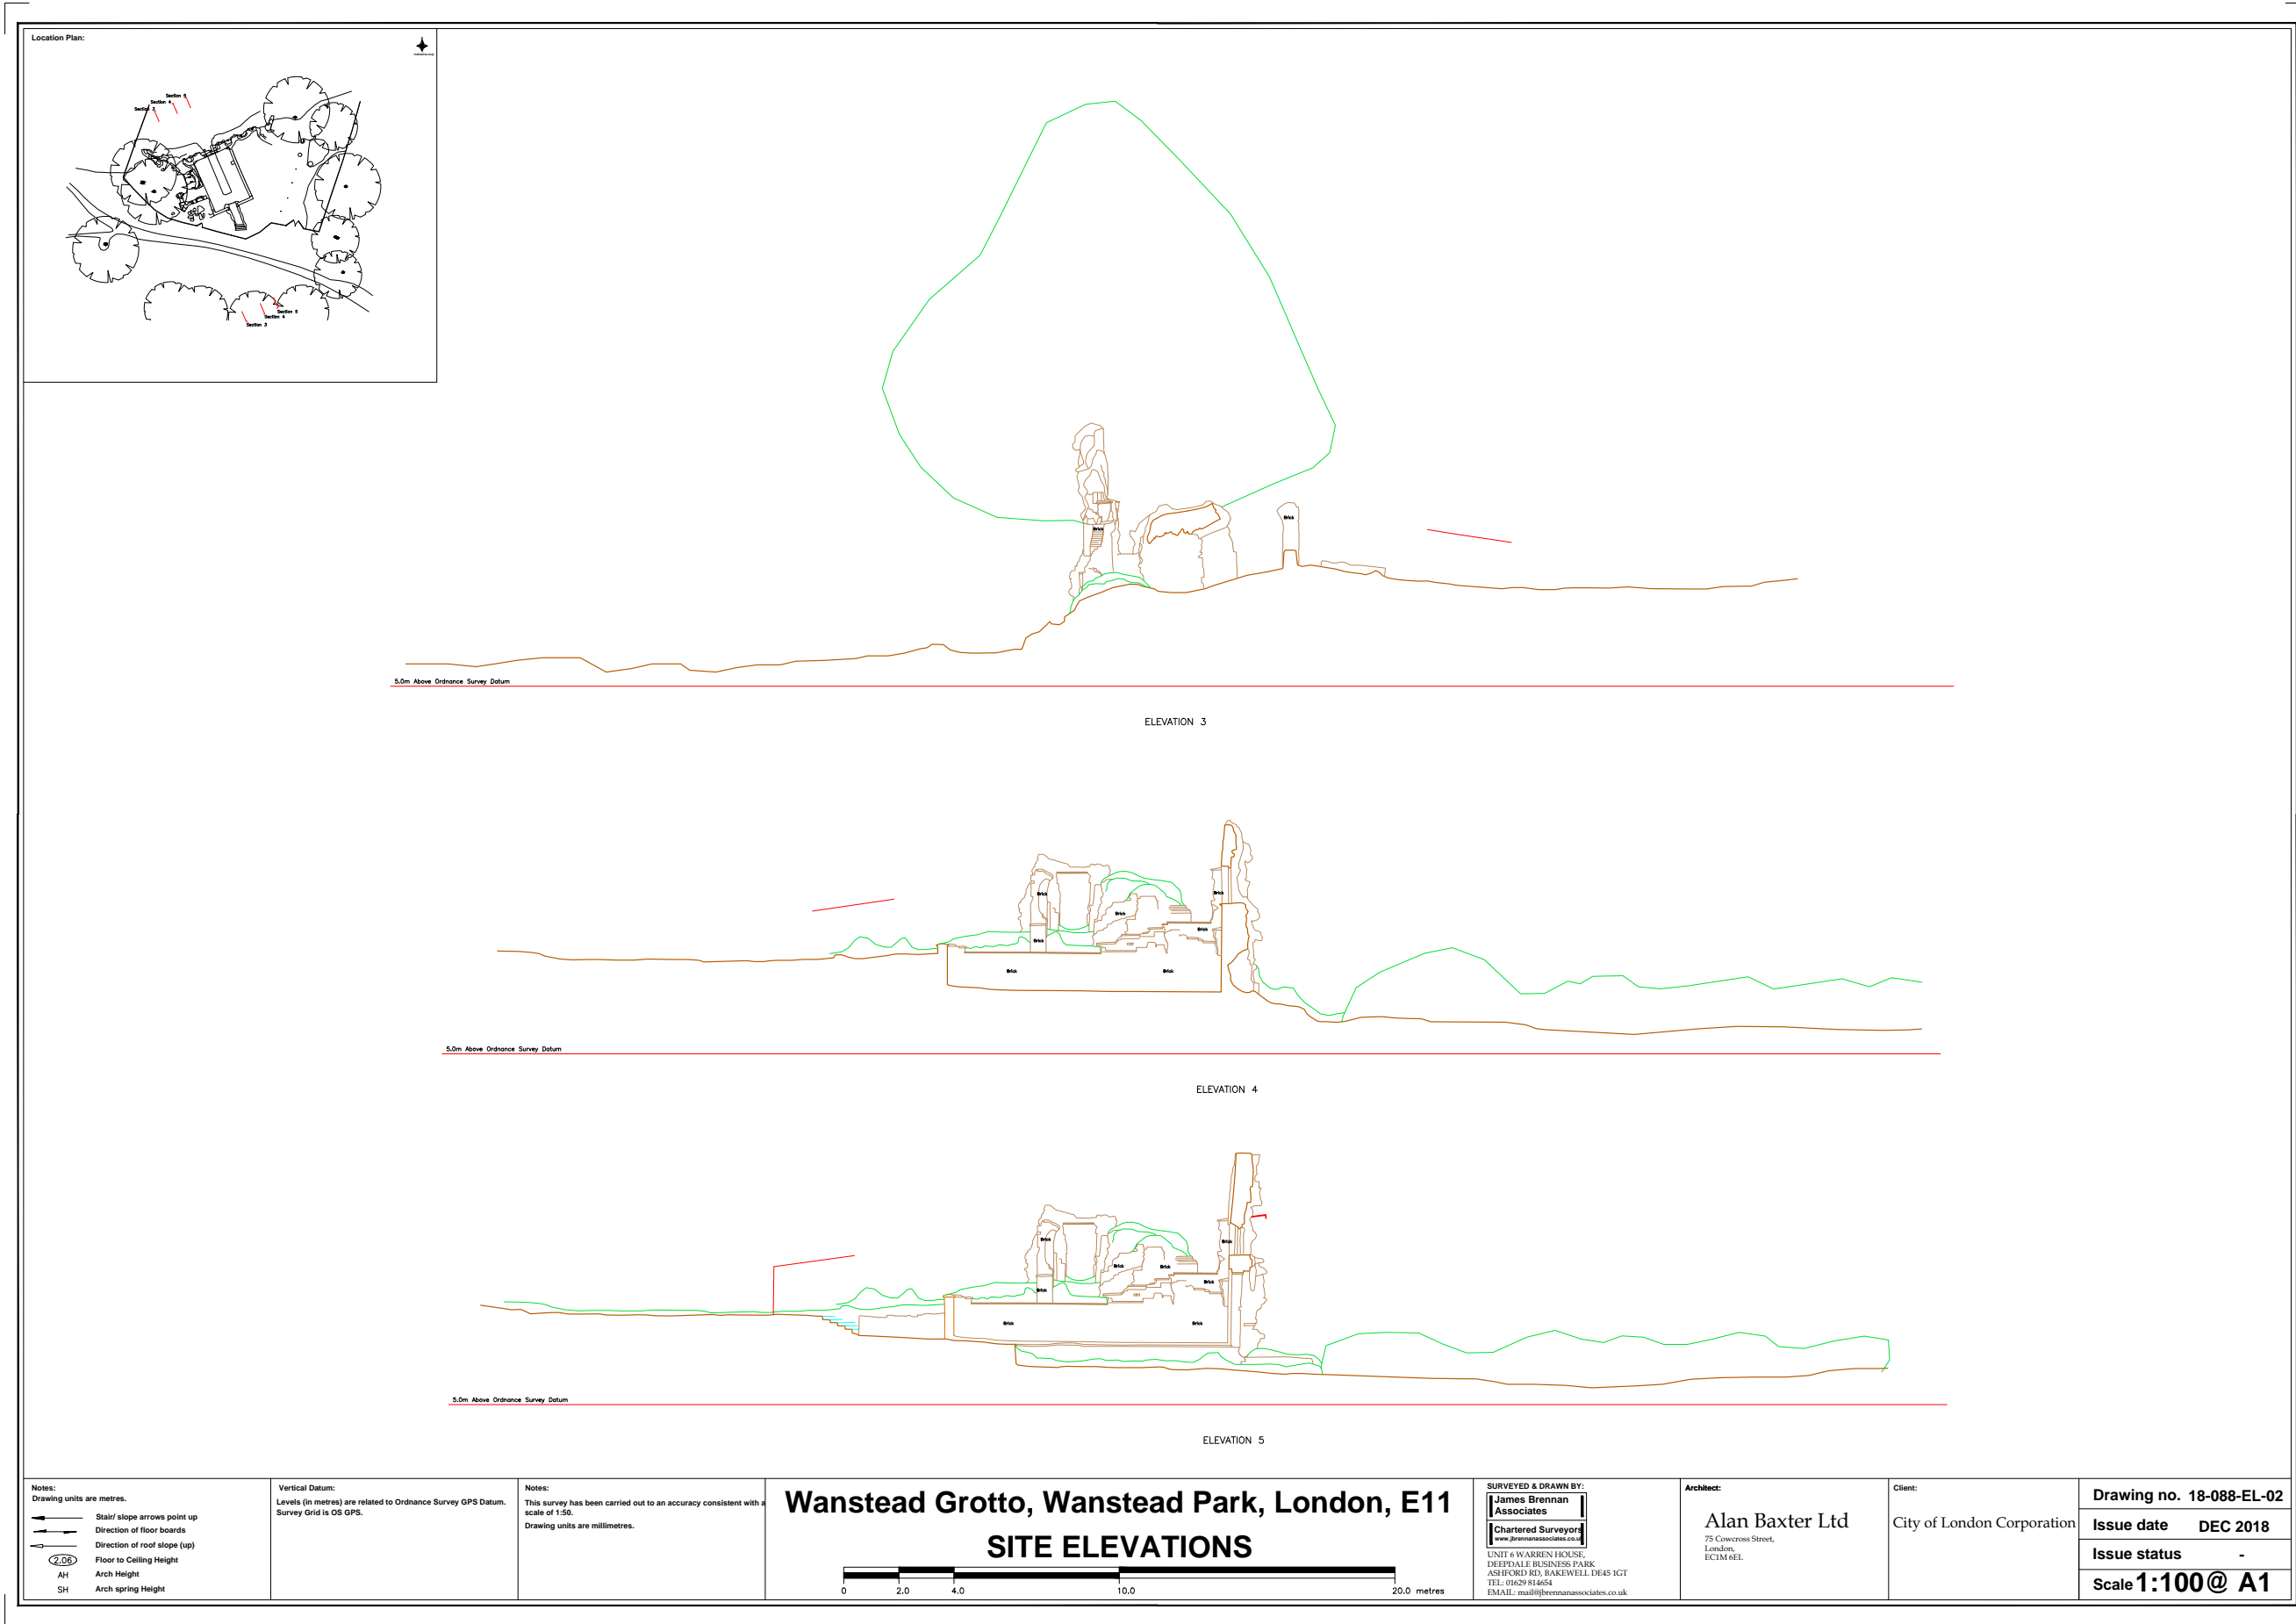 Location Plan:
Section 5
Section 4
Section 3
Section 5
Section 4
Section 3
Brick
Brick
5.0m Above Ordnance Survey Datum
ELEVATION 3
Brick
Brick
Brick
Brick
Brick
Brick
Brick
5.0m Above Ordnance Survey Datum
ELEVATION 4
Brick
Brick
Brick
Brick
Brick
Brick
Brick
Brick
5.0m Above Ordnance Survey Datum
ELEVATION 5
Notes:
Drawing units are metres.
Stair/ slope arrows point up
Direction of floor boards
Direction of roof slope (up)
2.06 Floor to Ceiling Height
AH Arch Height
SH Arch spring Height
Vertical Datum:
Levels (in metres) are related to Ordnance Survey GPS Datum.
Survey Grid is OS GPS.
Notes:
This survey has been carried out to an accuracy consistent with a
scale of 1:50.
Drawing units are millimetres.
Wanstead Grotto, Wanstead Park, London, E11
SITE ELEVATIONS
0 2.0 4.0 10.0 20.0 metres
SURVEYED & DRAWN BY:
James Brennan
Associates
Chartered Surveyors
www.jbrennanassociates.co.uk
UNIT 6 WARREN HOUSE,
DEEPDALE BUSINESS PARK
ASHFORD RD, BAKEWELL DE45 1GT
TEL: 01629 814654
EMAIL: mail@jbrennanassociates.co.uk
Architect:
Alan Baxter Ltd
75 Cowcross Street,
London,
EC1M 6EL
Client:
City of London Corporation
Drawing no. 18-088-EL-02
Issue date DEC 2018
Issue status -
Scale 1:100@ A1